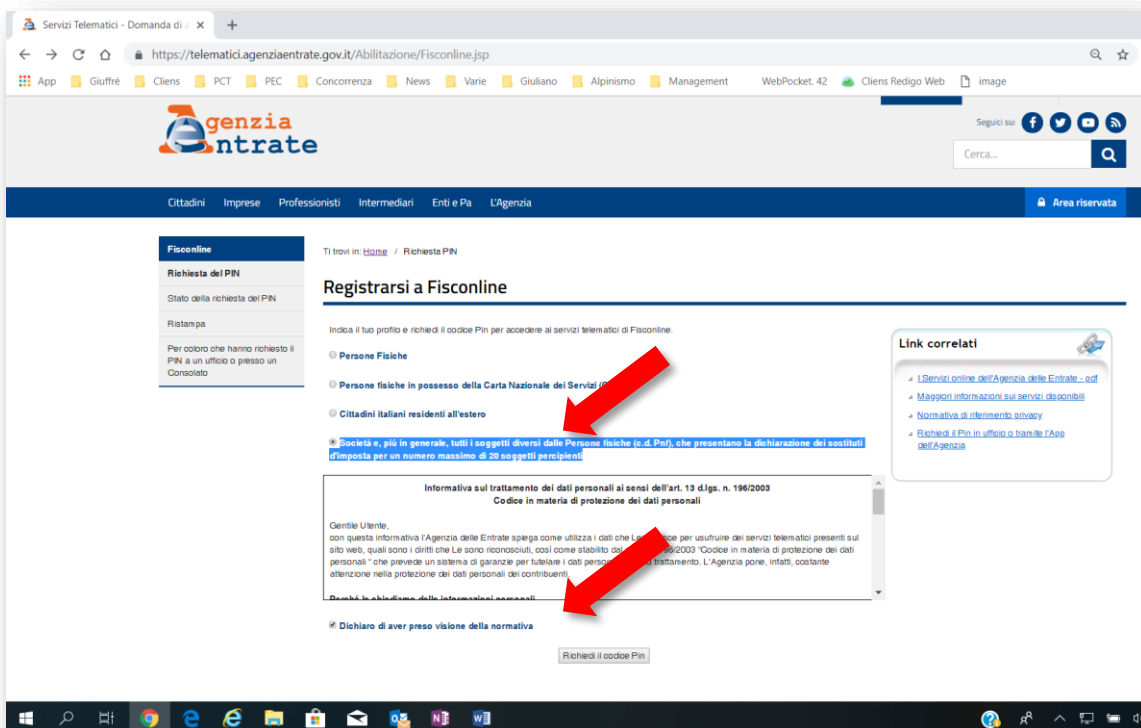 Servizi Telematici - Domanda di a
https://telematici.agenziaentrate.gov.it/Abilitazione/Fisconline.jsp
App Giuffrè Cliens PCT PEC Concorrenza News Varie Giuliano Alpinismo Management WebPocket. 42 Cliens Redigo Web image
Agenzia
Entrate
Seguici su:
Cerca...
Cittadini Imprese Professionisti Intermediari Enti e Pa L'Agenzia Area riservata
Fisconline
Richiesta del PIN
Stato della richiesta del PIN
Ristampa
Per coloro che hanno richiesto il
PIN a un ufficio o presso un
Consolato
Ti trovi in: Home / Richiesta PIN
Registrarsi a Fisconline
Indica il tuo profilo e richiedi il codice Pin per accedere ai servizi telematici di Fisconline.
Persone Fisiche
Persone fisiche in possesso della Carta Nazionale dei Servizi
Cittadini italiani residenti all'estero
Società e, più in generale, tutti i soggetti diversi dalle Persone fisiche (c.d. Pnf), che presentano la dichiarazione dei sostituti
d'imposta per un numero massimo di 20 soggetti percipienti
Informativa sul trattamento dei dati personali ai sensi dell'art. 13 d.lgs. n. 196/2003
Codice in materia di protezione dei dati personali
Gentile Utente,
con questa informativa l'Agenzia delle Entrate spiega come utilizza i dati che Lei per usufruire dei servizi telematici presenti sul
sito web, quali sono i diritti che Le sono riconosciuti, così come stabilito "Codice in materia di protezione dei dati
personali " che prevede un sistema di garanzie per tutelare i dati trattamento. L'Agenzia pone, infatti, costante
attenzione nella protezione dei dati personali dei contribuenti.
Perché le chiediamo delle informazioni personali
Dichiaro di aver preso visione della normativa
Richiedi il codice Pin
Link correlati
I Servizi online dell'Agenzia delle Entrate - pdf
Maggiori informazioni sui servizi disponibili
Normativa di riferimento privacy
Richiedi il Pin in ufficio o tramite l'App
dell'Agenzia